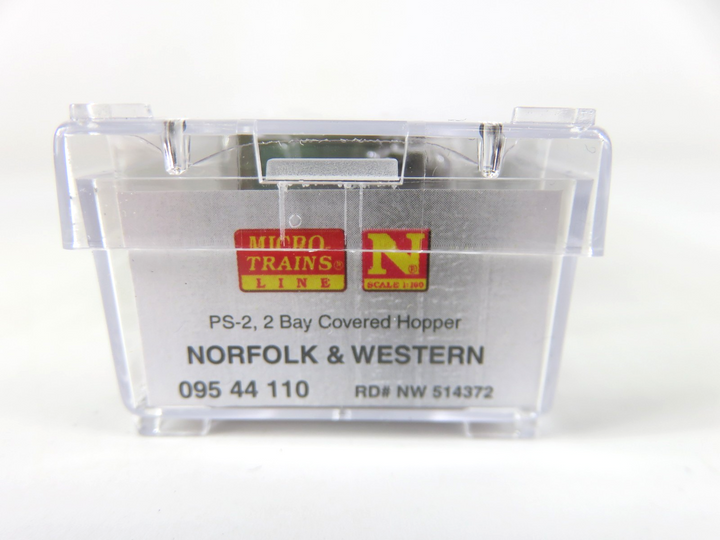 MICRO-
TRAINS®
LINE
N®
SCALE 1:160
PS-2, 2 Bay Covered Hopper
NORFOLK & WESTERN
095 44 110 RD# NW 514372